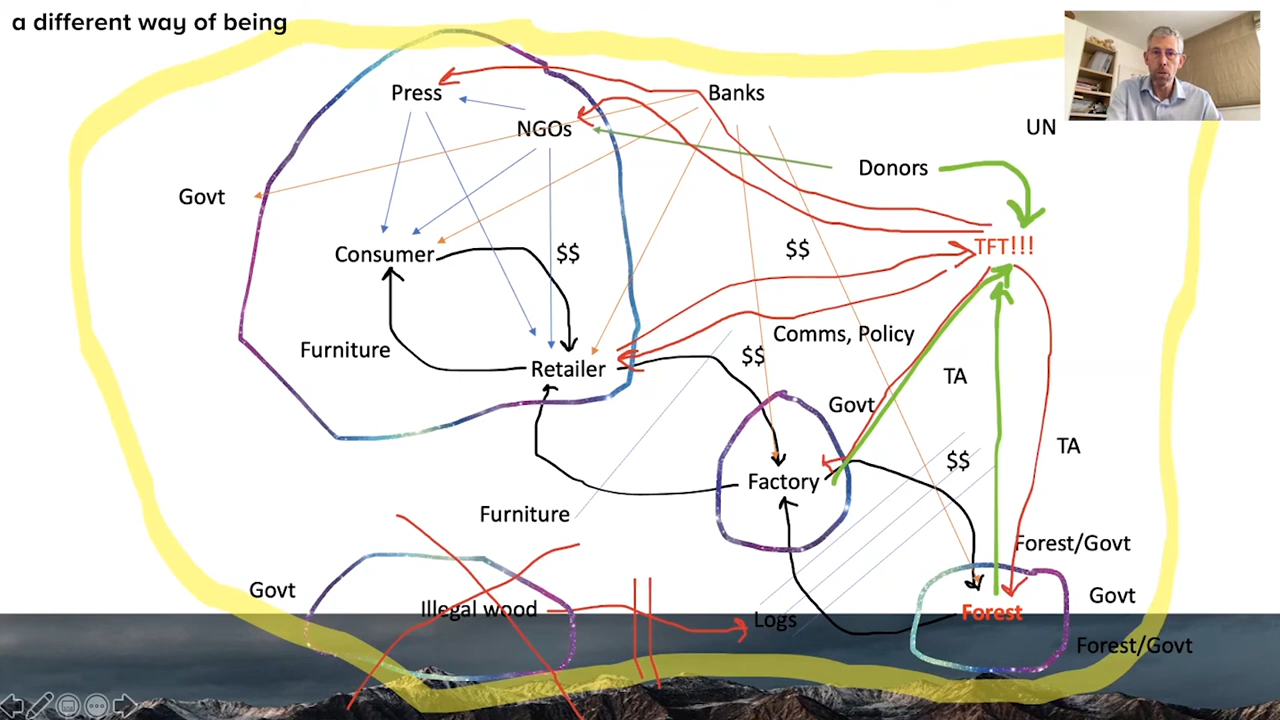 a different way of being
Press
Banks
NGOs
UN
Donors
Govt
TFT!!!
Consumer
$$
$$
Comms, Policy
Furniture
$$
Retailer
TA
Govt
TA
$$
Factory
Furniture
Forest/Govt
Govt
Govt
Illegal wood
Forest
Logs
Forest/Govt